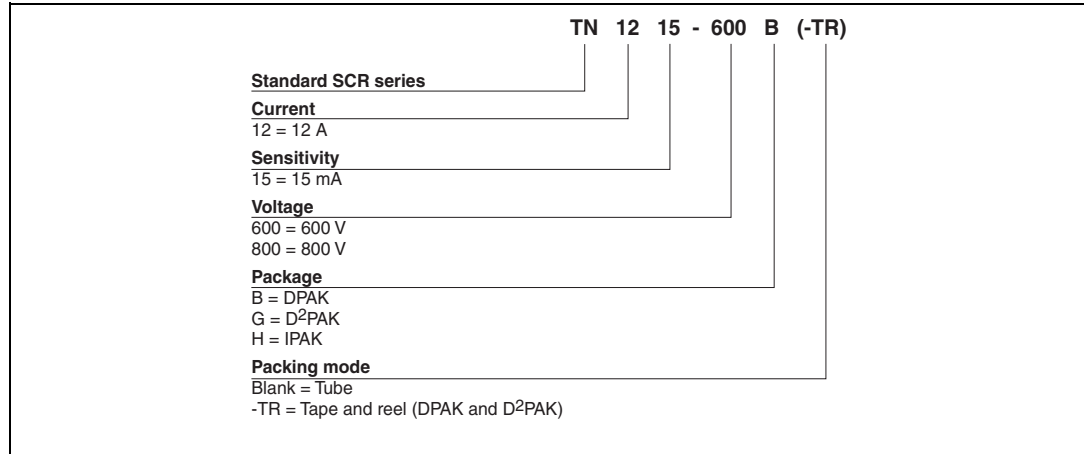 TN 12 15 - 600 B (-TR)
Standard SCR series
Current
12 = 12 A
Sensitivity
15 = 15 mA
Voltage
600 = 600 V
800 = 800 V
Package
B = DPAK
G = D²PAK
H = IPAK
Packing mode
Blank = Tube
-TR = Tape and reel (DPAK and D²PAK)